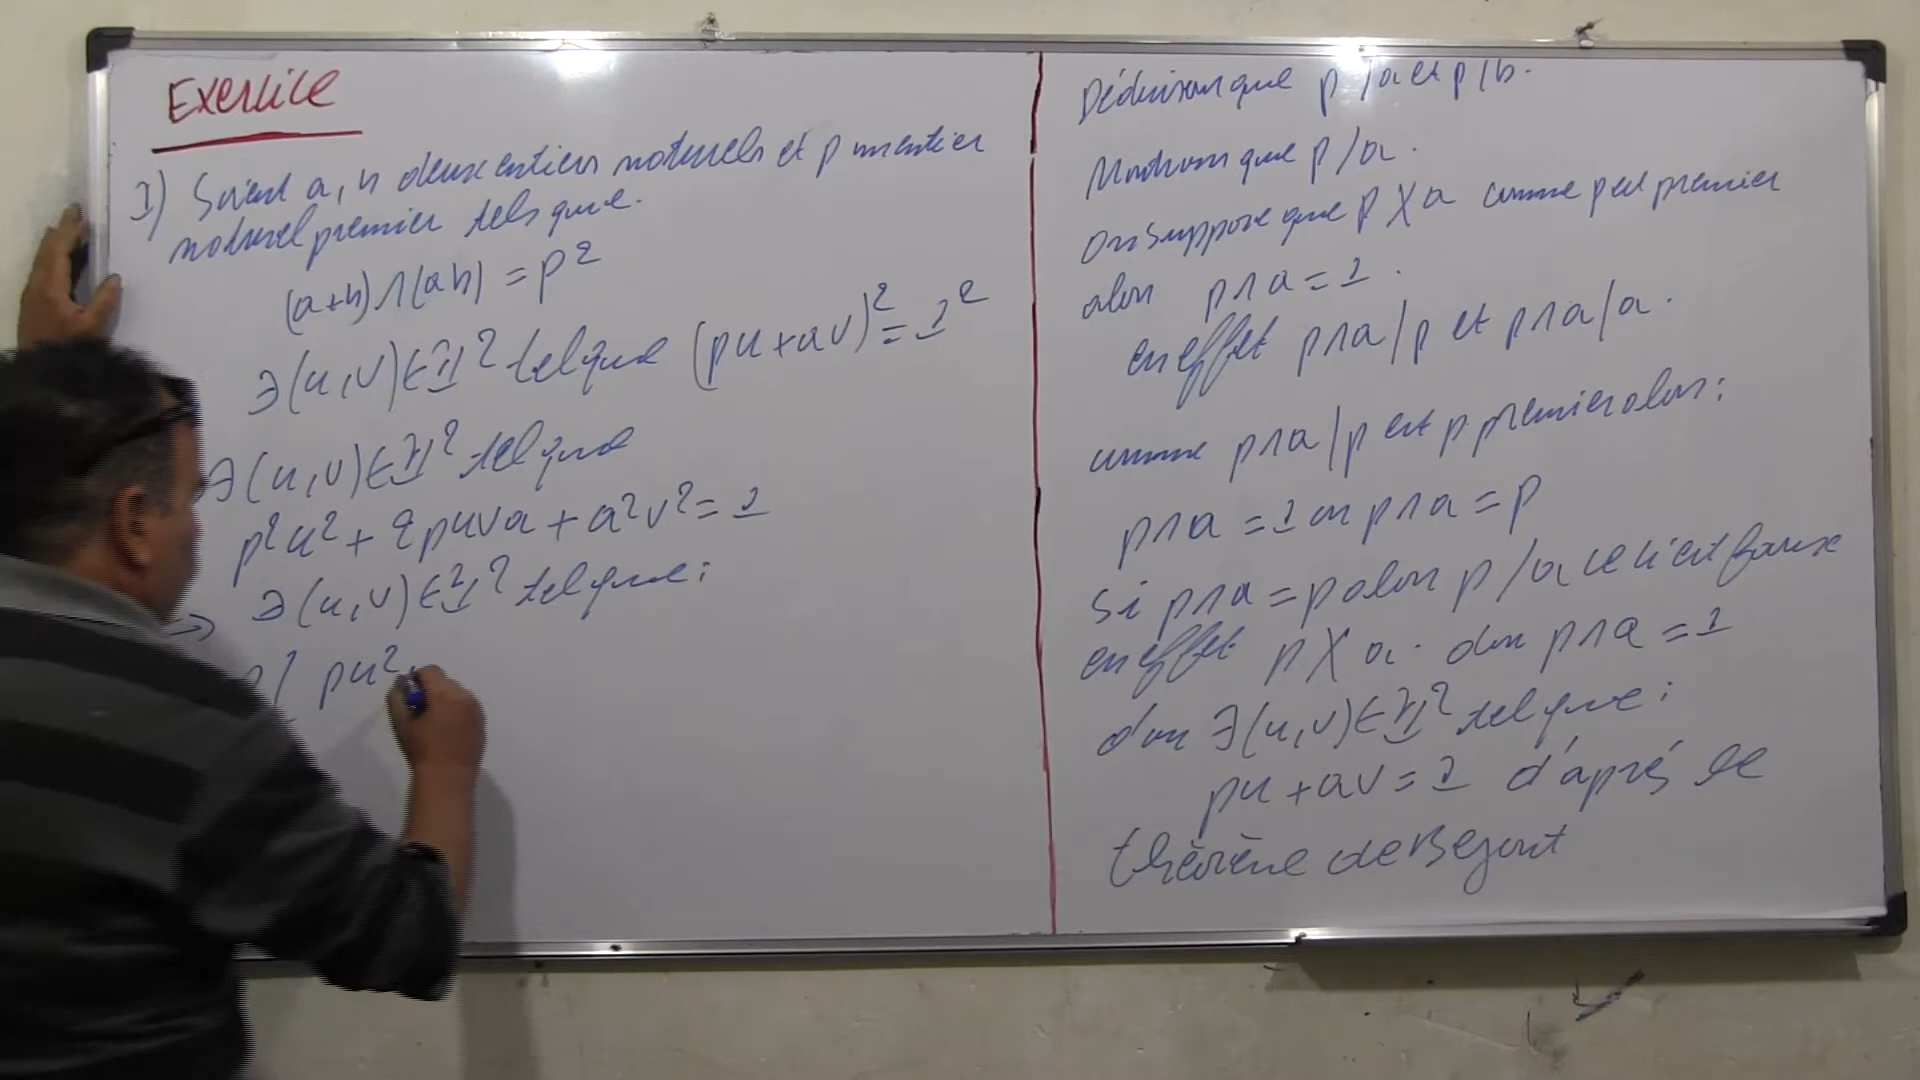 Exercice
I) Soient a, b deux entiers naturels et p un entier
naturel premier tels que.
(a+b)∧(ab) = p²
∃(u,v)∈ℤ² tel que (pu+av)² = 1²
∃(u,v)∈ℤ² tel que
p²u² + 2puva + a²v² = 1
→ ∃(u,v)∈ℤ² tel que:
p[ pu²
Déduisons que p/a et p/b.
Montrons que p/a.
On suppose que p∤a comme p est premier
alors p∧a = 1.
en effet p∧a/p et p∧a/a.
comme p∧a/p et p premier alors:
p∧a = 1 ou p∧a = p
Si p∧a = p alors p/a ceci est faux
en effet p∤a. donc p∧a = 1
donc ∃(u,v)∈ℤ² tel que:
pu+av = 1 d'après le
théorème de Bezout